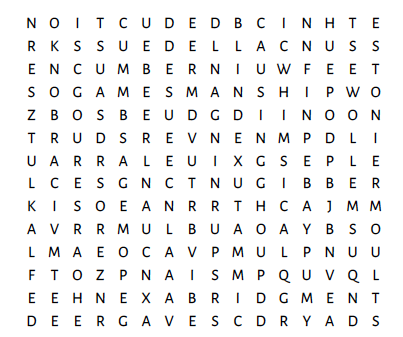 N O I T C U D E D B C I N H T E
R K S S U E D E L L A C N U S S
E N C U M B E R N I U W F E E T
S O G A M E S M A N S H I P W O
Z B O S B E U D G D I I N O O N
T R U D S R E V N E N M P D L I
U A R R A L E U I X G S E P L E
L C E S G N C T N U G I B B E R
K I S O E A N R R T H C A J M M
A V R R M U L B U A O A Y B S O
L M A E O C A V P M U L P N U U
F T O Z P N A I S M P Q U V Q L
E E H N E X A B R I D G M E N T
D E E R G A V E S C D R Y A D S